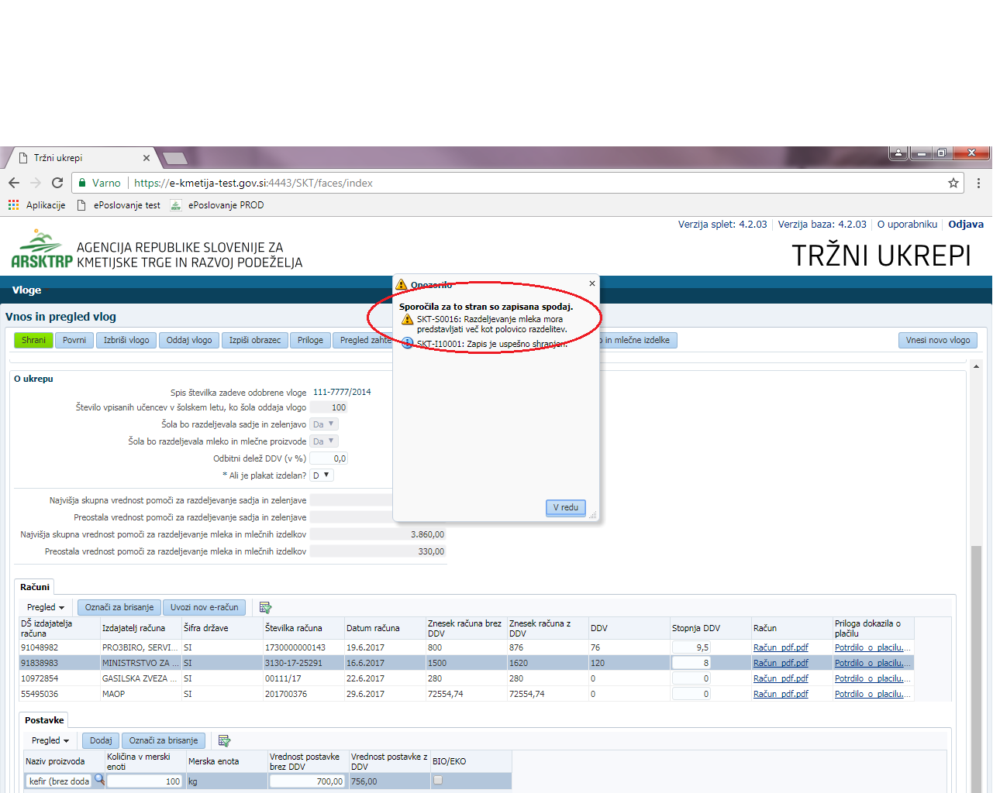 Tržni ukrepi
Varno https://e-kmetija-test.gov.si:4443/SKT/faces/index
Aplikacije ePoslovanje test ePoslovanje PROD
Verzija splet: 4.2.03 Verzija baza: 4.2.03 O uporabniku Odjava
ARSKTRP
AGENCIJA REPUBLIKE SLOVENIJE ZA
KMETIJSKE TRGE IN RAZVOJ PODEŽELJA
TRŽNI UKREPI
Vloge
Vnos in pregled vlog
Shrani Povrni Izbriši vlogo Oddaj vlogo Izpiši obrazec Priloge Pregled zahte o in mlečne izdelke Vnesi novo vlogo
Opozorilo
Sporočila za to stran so zapisana spodaj.
SKT-S0016: Razdeljevanje mleka mora
predstavljati več kot polovico razdelitev.
SKT-I10001: Zapis je uspešno shranjen.
V redu
O ukrepu
Spis številka zadeve odobrene vloge 111-7777/2014
Število vpisanih učencev v šolskem letu, ko šola oddaja vlogo 100
Šola bo razdeljevala sadje in zelenjavo Da
Šola bo razdeljevala mleko in mlečne proizvode Da
Odbitni delež DDV (v %) 0,0
* Ali je plakat izdelan? D
Najvišja skupna vrednost pomoči za razdeljevanje sadja in zelenjave
Preostala vrednost pomoči za razdeljevanje sadja in zelenjave
Najvišja skupna vrednost pomoči za razdeljevanje mleka in mlečnih izdelkov 3.860,00
Preostala vrednost pomoči za razdeljevanje mleka in mlečnih izdelkov 330,00
Računi
Pregled Označi za brisanje Uvozi nov e-račun
DŠ izdajatelja računa Izdajatelj računa Šifra države Številka računa Datum računa Znesek računa brez DDV Znesek računa z DDV DDV Stopnja DDV Račun Priloga dokazila o plačilu
91048982 PRO3BIRO, SERVI... SI 1730000000143 19.6.2017 800 876 76 9,5 Račun_pdf.pdf Potrdilo_o_placilu....
91838983 MINISTRSTVO ZA ... SI 3130-17-25291 16.6.2017 1500 1620 120 8 Račun_pdf.pdf Potrdilo_o_placilu....
10972854 GASILSKA ZVEZA ... SI 00111/17 22.6.2017 280 280 0 0 Račun_pdf.pdf Potrdilo_o_placilu....
55495036 MAOP SI 201700376 29.6.2017 72554,74 72554,74 0 0 Račun_pdf.pdf Potrdilo_o_placilu....
Postavke
Pregled Dodaj Označi za brisanje
Naziv proizvoda Količina v merski enoti Merska enota Vrednost postavke brez DDV Vrednost postavke z DDV BIO/EKO
kefir (brez doda 100 kg 700,00 756,00